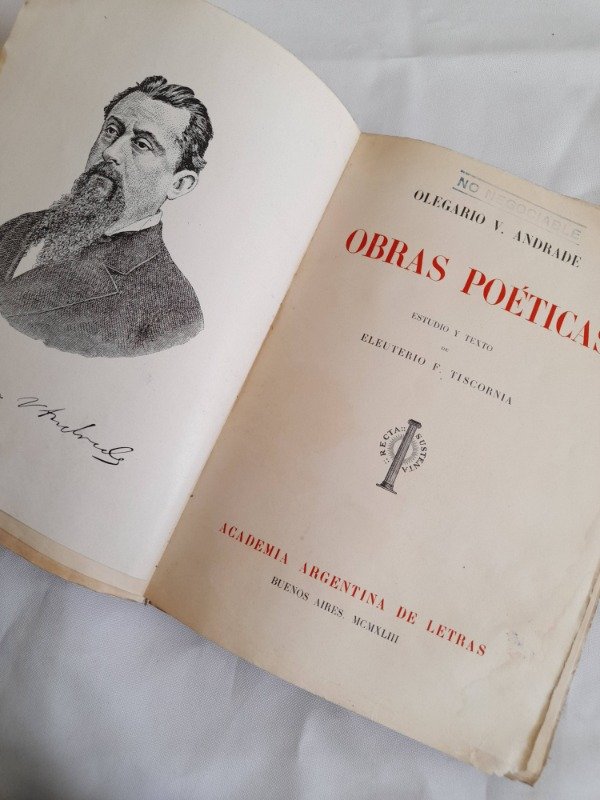 V Andrade
NO NEGOCIABLE
OLEGARIO V. ANDRADE
OBRAS POÉTICAS
ESTUDIO Y TEXTO
DE
ELEUTERIO F. TISCORNIA
RECTA SUSTENTA
ACADEMIA ARGENTINA DE LETRAS
BUENOS AIRES, MCMXLIII